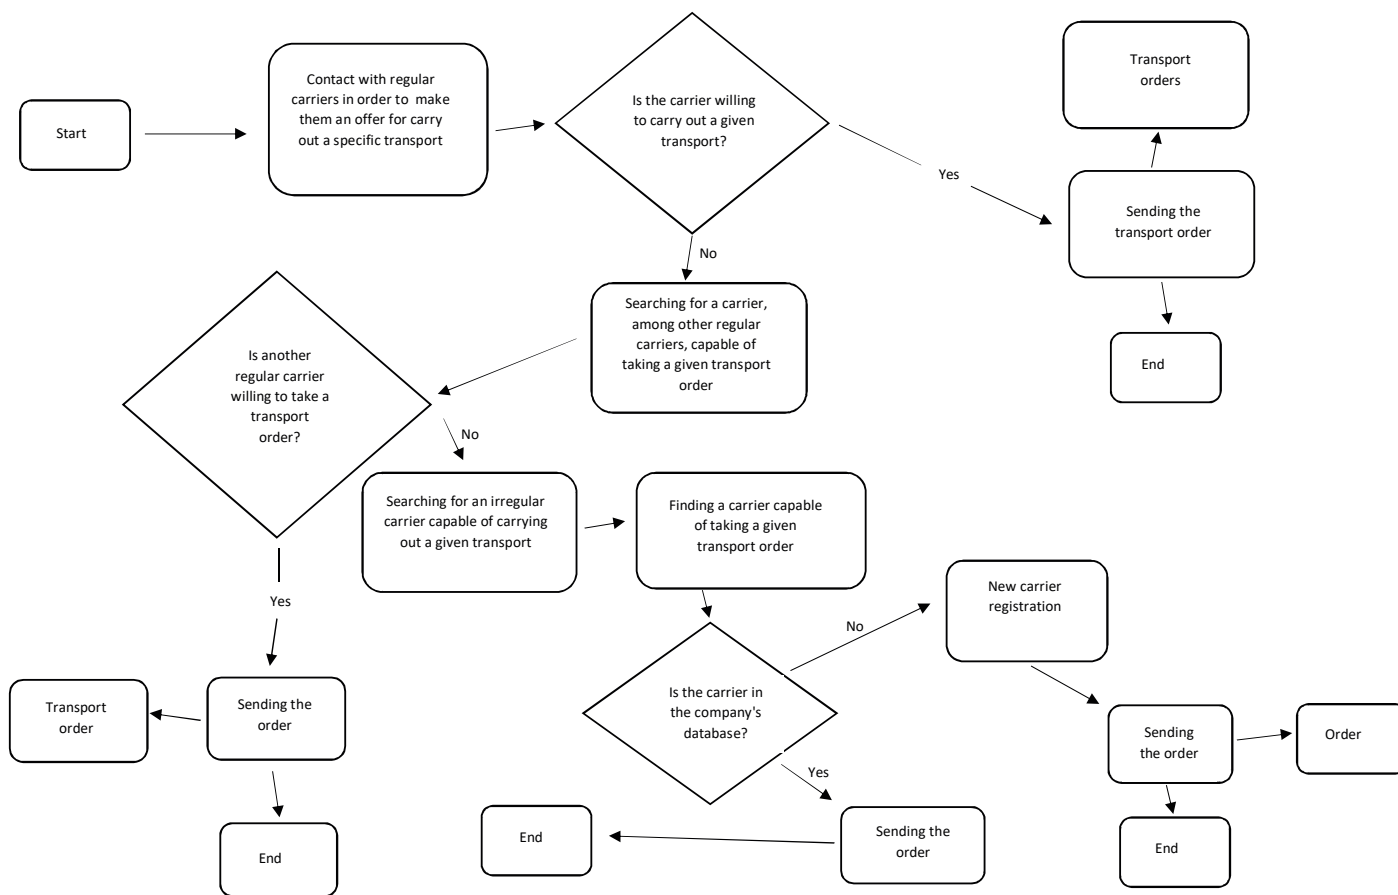 Start
Contact with regular
carriers in order to make
them an offer for carry
out a specific transport
Is the carrier willing
to carry out a given
transport?
Yes
Transport
orders
Sending the
transport order
End
No
Searching for a carrier,
among other regular
carriers, capable of
taking a given transport
order
Is another
regular carrier
willing to take a
transport
order?
No
Searching for an irregular
carrier capable of carrying
out a given transport
Finding a carrier capable
of taking a given
transport order
Yes
Sending the
order
Transport
order
End
Is the carrier in
the company's
database?
No
New carrier
registration
Sending
the order
Order
End
Yes
Sending the
order
End